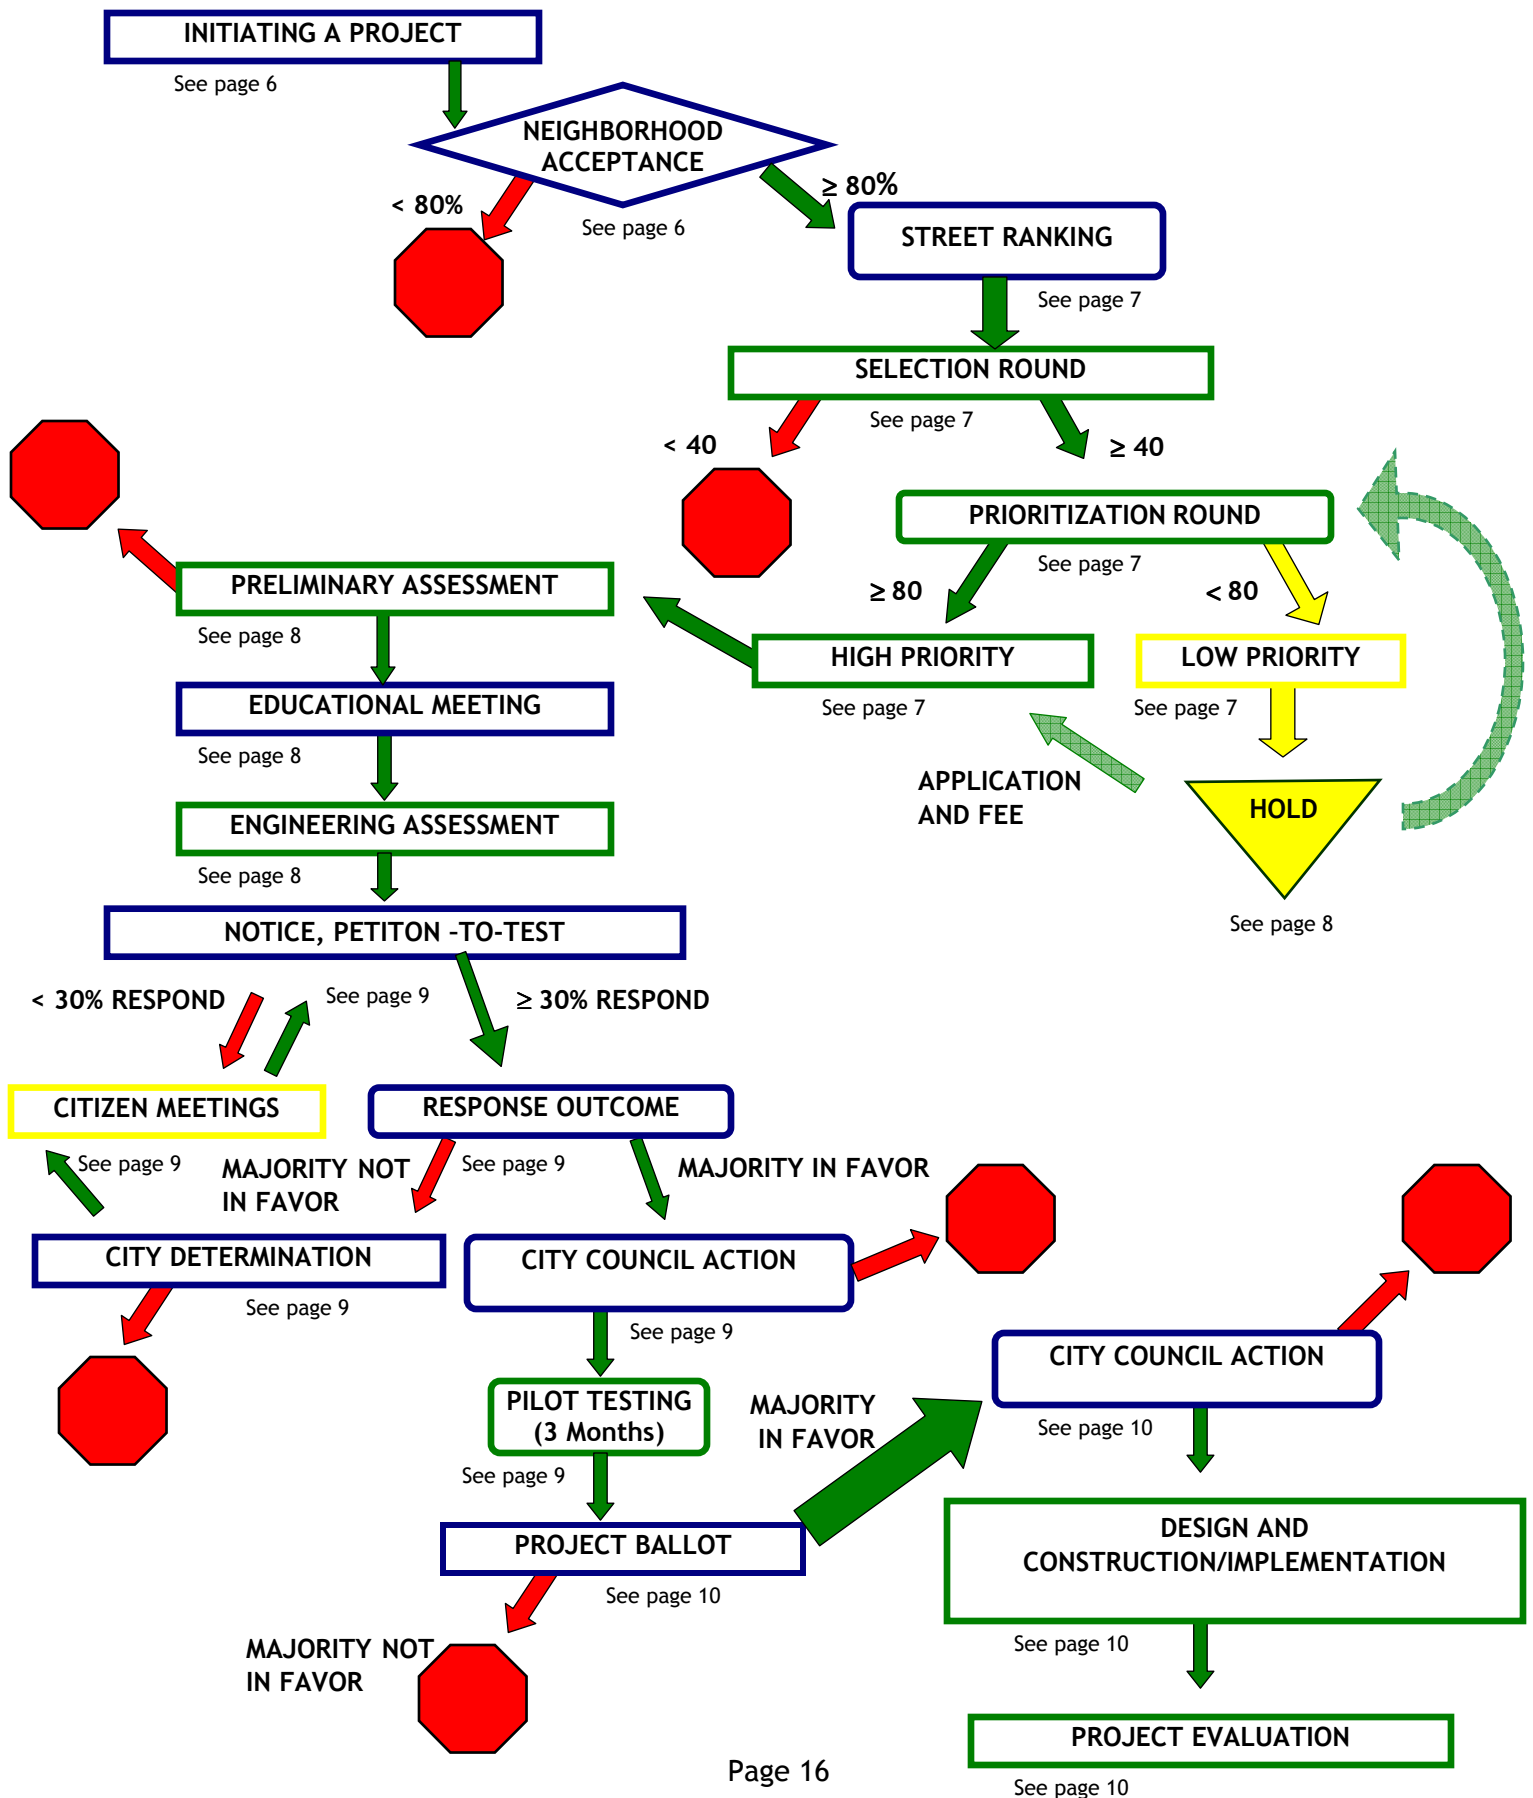 INITIATING A PROJECT
See page 6
NEIGHBORHOOD
ACCEPTANCE
< 80%
≥ 80%
See page 6
STREET RANKING
See page 7
SELECTION ROUND
See page 7
< 40
≥ 40
PRIORITIZATION ROUND
See page 7
≥ 80
< 80
PRELIMINARY ASSESSMENT
See page 8
HIGH PRIORITY
See page 7
LOW PRIORITY
See page 7
EDUCATIONAL MEETING
See page 8
APPLICATION
AND FEE
HOLD
See page 8
ENGINEERING ASSESSMENT
See page 8
NOTICE, PETITON -TO-TEST
< 30% RESPOND
See page 9
≥ 30% RESPOND
CITIZEN MEETINGS
See page 9
RESPONSE OUTCOME
See page 9
MAJORITY NOT
IN FAVOR
MAJORITY IN FAVOR
CITY DETERMINATION
See page 9
CITY COUNCIL ACTION
See page 9
PILOT TESTING
(3 Months)
See page 9
MAJORITY
IN FAVOR
CITY COUNCIL ACTION
See page 10
PROJECT BALLOT
See page 10
MAJORITY NOT
IN FAVOR
DESIGN AND
CONSTRUCTION/IMPLEMENTATION
See page 10
PROJECT EVALUATION
See page 10
Page 16